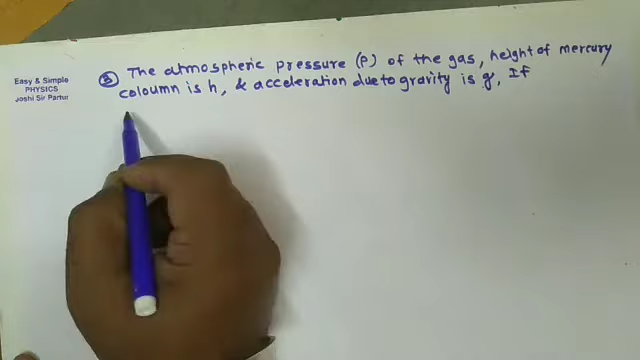 Easy & Simple
PHYSICS
Joshi Sir Partur
③ The atmospheric pressure (P) of the gas, height of mercury
coloumn is h, & acceleration due to gravity is g, If